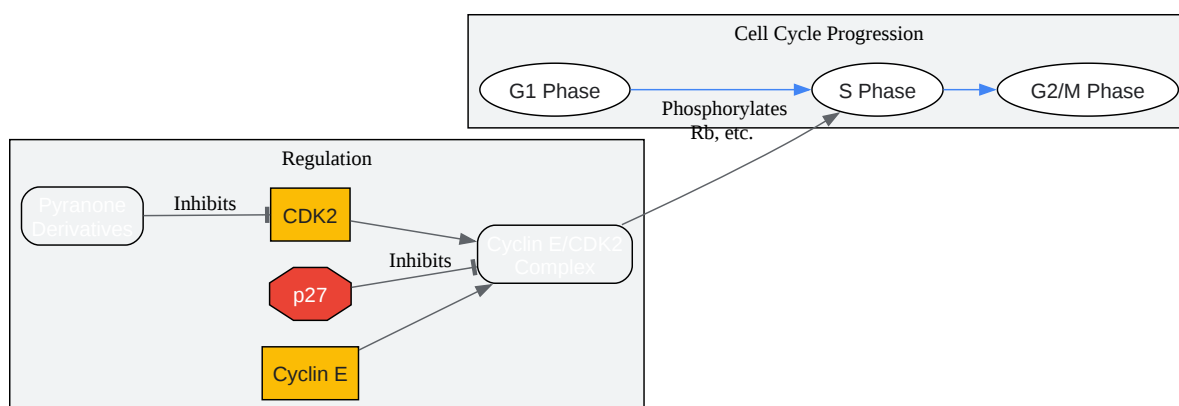 Cell Cycle Progression
G1 Phase
S Phase
G2/M Phase
Phosphorylates
Rb, etc.
Regulation
Pyranone
Derivatives
Inhibits
CDK2
Cyclin E/CDK2
Complex
Inhibits
p27
Cyclin E